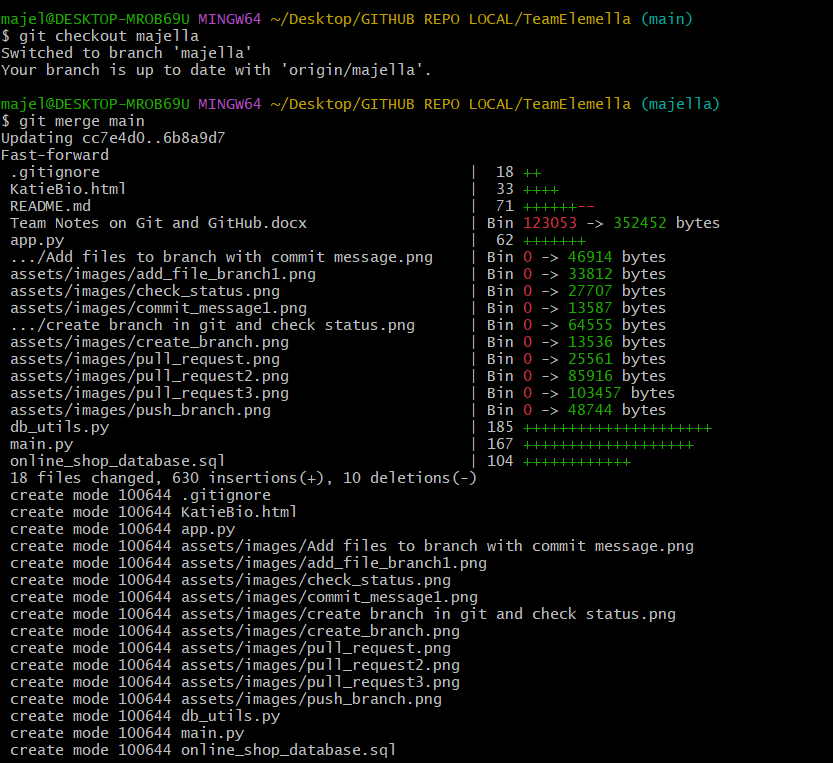 majel@DESKTOP-MROB69U MINGW64 ~/Desktop/GITHUB REPO LOCAL/TeamElemella (main)
$ git checkout majella
Switched to branch 'majella'
Your branch is up to date with 'origin/majella'.
majel@DESKTOP-MROB69U MINGW64 ~/Desktop/GITHUB REPO LOCAL/TeamElemella (majella)
$ git merge main
Updating cc7e4d0..6b8a9d7
Fast-forward
.gitignore | 18 ++
KatieBio.html | 33 ++++
README.md | 71 ++++++--
Team Notes on Git and GitHub.docx | Bin 123053 -> 352452 bytes
app.py | 62 +++++++
.../Add files to branch with commit message.png | Bin 0 -> 46914 bytes
assets/images/add_file_branch1.png | Bin 0 -> 33812 bytes
assets/images/check_status.png | Bin 0 -> 27707 bytes
assets/images/commit_message1.png | Bin 0 -> 13587 bytes
.../create branch in git and check status.png | Bin 0 -> 64555 bytes
assets/images/create_branch.png | Bin 0 -> 13536 bytes
assets/images/pull_request.png | Bin 0 -> 25561 bytes
assets/images/pull_request2.png | Bin 0 -> 85916 bytes
assets/images/pull_request3.png | Bin 0 -> 103457 bytes
assets/images/push_branch.png | Bin 0 -> 48744 bytes
db_utils.py | 185 +++++++++++++++++++++
main.py | 167 +++++++++++++++++++
online_shop_database.sql | 104 ++++++++++++
18 files changed, 630 insertions(+), 10 deletions(-)
create mode 100644 .gitignore
create mode 100644 KatieBio.html
create mode 100644 app.py
create mode 100644 assets/images/Add files to branch with commit message.png
create mode 100644 assets/images/add_file_branch1.png
create mode 100644 assets/images/check_status.png
create mode 100644 assets/images/commit_message1.png
create mode 100644 assets/images/create branch in git and check status.png
create mode 100644 assets/images/create_branch.png
create mode 100644 assets/images/pull_request.png
create mode 100644 assets/images/pull_request2.png
create mode 100644 assets/images/pull_request3.png
create mode 100644 assets/images/push_branch.png
create mode 100644 db_utils.py
create mode 100644 main.py
create mode 100644 online_shop_database.sql